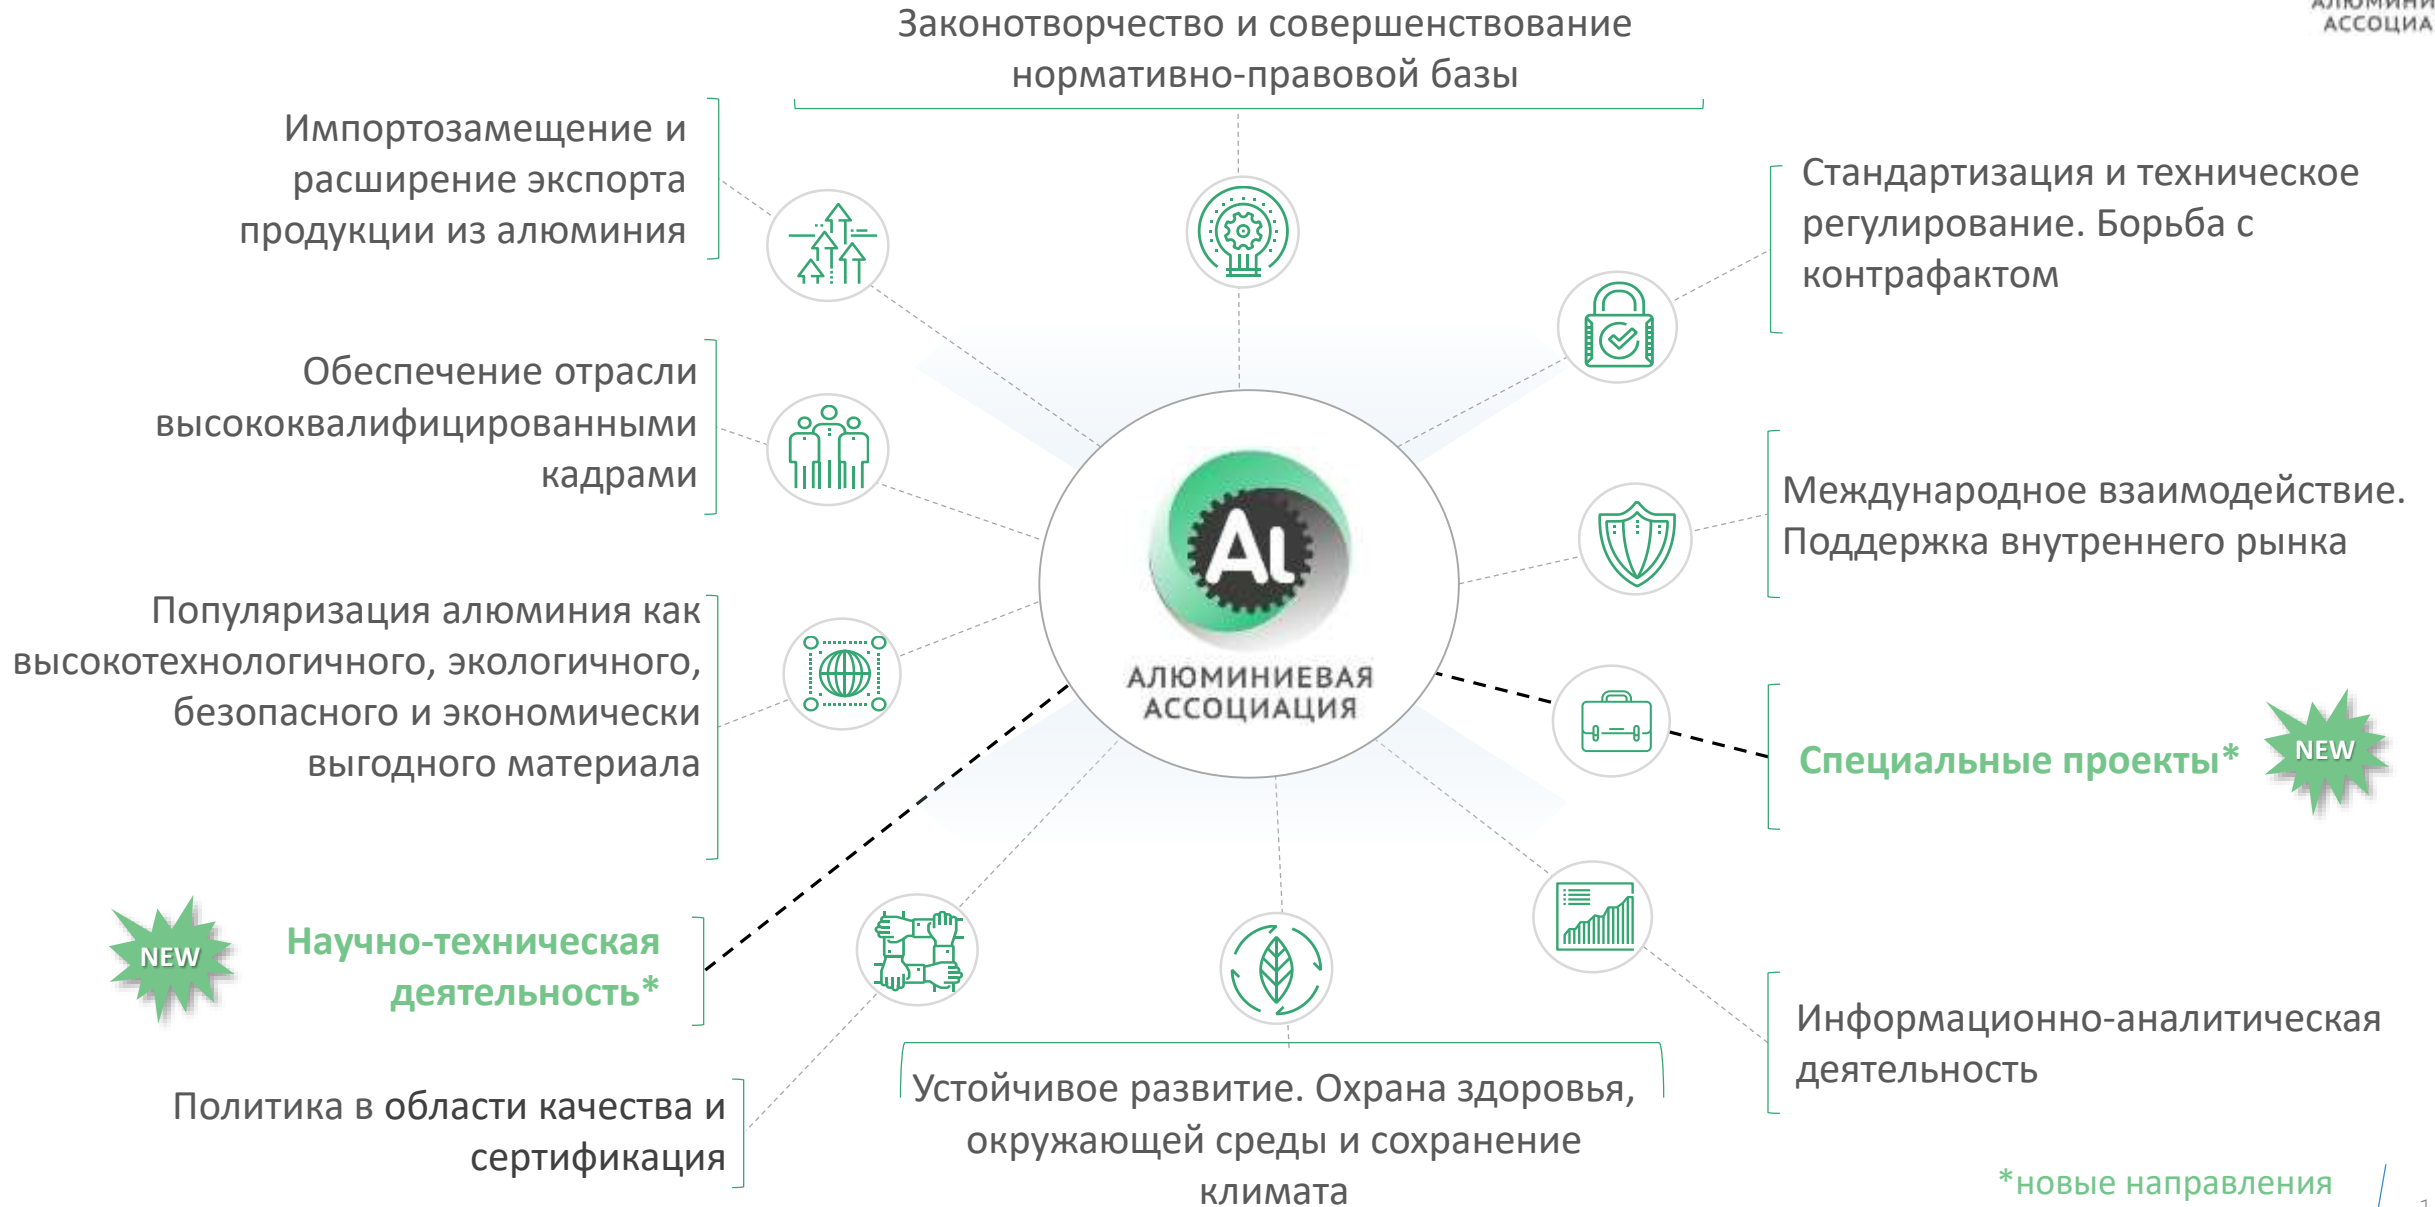 Законотворчество и совершенствование
нормативно-правовой базы
Импортозамещение и
расширение экспорта
продукции из алюминия
Стандартизация и техническое
регулирование. Борьба с
контрафактом
Обеспечение отрасли
высококвалифицированными
кадрами
Международное взаимодействие.
Поддержка внутреннего рынка
Популяризация алюминия как
высокотехнологичного, экологичного,
безопасного и экономически
выгодного материала
AL
АЛЮМИНИЕВАЯ
АССОЦИАЦИЯ
Специальные проекты*
NEW
NEW
Научно-техническая
деятельность*
Информационно-аналитическая
деятельность
Политика в области качества и
сертификация
Устойчивое развитие. Охрана здоровья,
окружающей среды и сохранение
климата
*новые направления